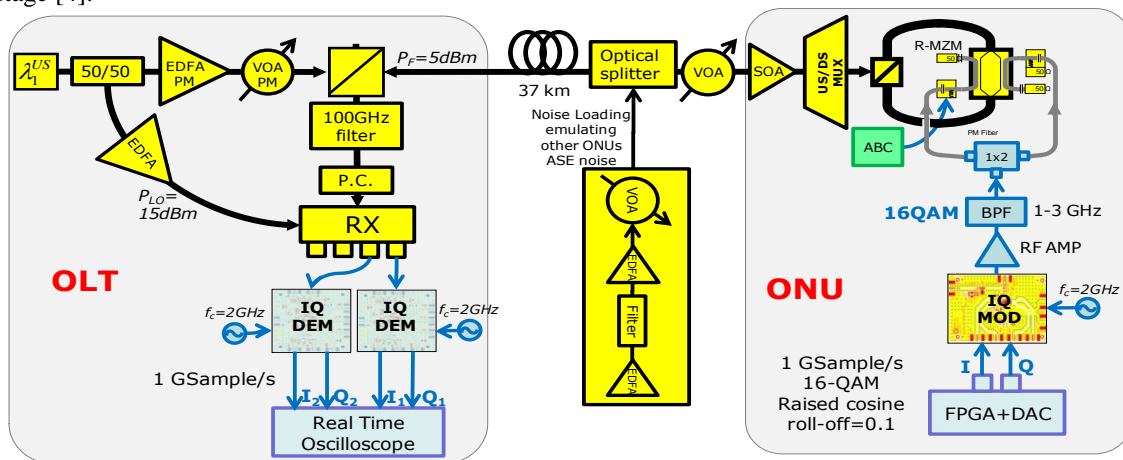 stage [4].
λ₁ᵁˢ
50/50
EDFA
PM
VOA
PM
P_F=5dBm
37 km
Optical
splitter
VOA
SOA
US/DS
MUX
R-MZM
50
50Ω
50Ω
100GHz
filter
P.C.
RX
EDFA
P_LO=
15dBm
OLT
f_c=2GHz
IQ
DEM
IQ
DEM
f_c=2GHz
1 GSample/s
I₂
Q₂
I₁
Q₁
Real Time
Oscilloscope
Noise Loading
emulating
other ONUs
ASE noise
VOA
EDFA
Filter
EDFA
ABC
PM Fiber
1x2
16QAM
BPF
1-3 GHz
RF AMP
ONU
IQ
MOD
f_c=2GHz
I
Q
1 GSample/s
16-QAM
Raised cosine
roll-off=0.1
FPGA+DAC